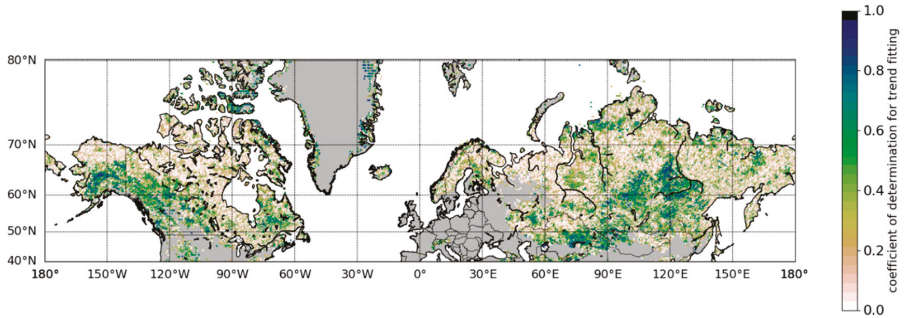 80°N
70°N
60°N
50°N
40°N
180° 150°W 120°W 90°W 60°W 30°W 0° 30°E 60°E 90°E 120°E 150°E 180°
1.0
0.8
0.6
0.4
0.2
0.0
coefficient of determination for trend fitting